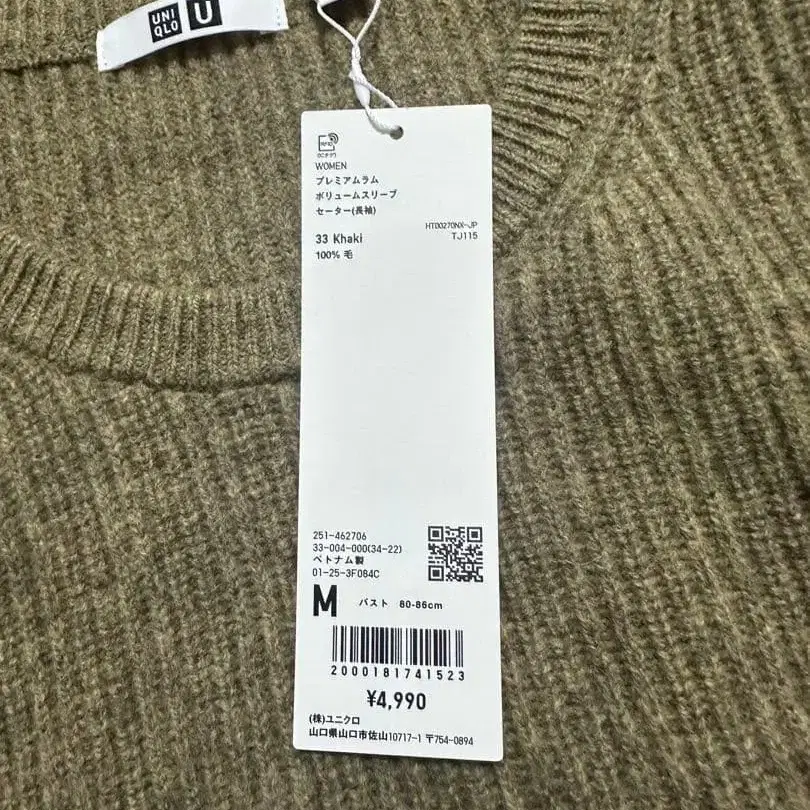 UNI
QLO
U
RFID
WOMEN
プレミアムラム
ボリュームスリーブ
セーター(長袖)
HT00270NX-JP
33 Khaki
TJ115
100% 毛
251-462706
33-004-000(34-22)
ベトナム製
01-25-3F084C
M バスト 80-86cm
2000181741523
¥4,990
(株)ユニクロ
山口県山口市佐山10717-1 〒754-0894